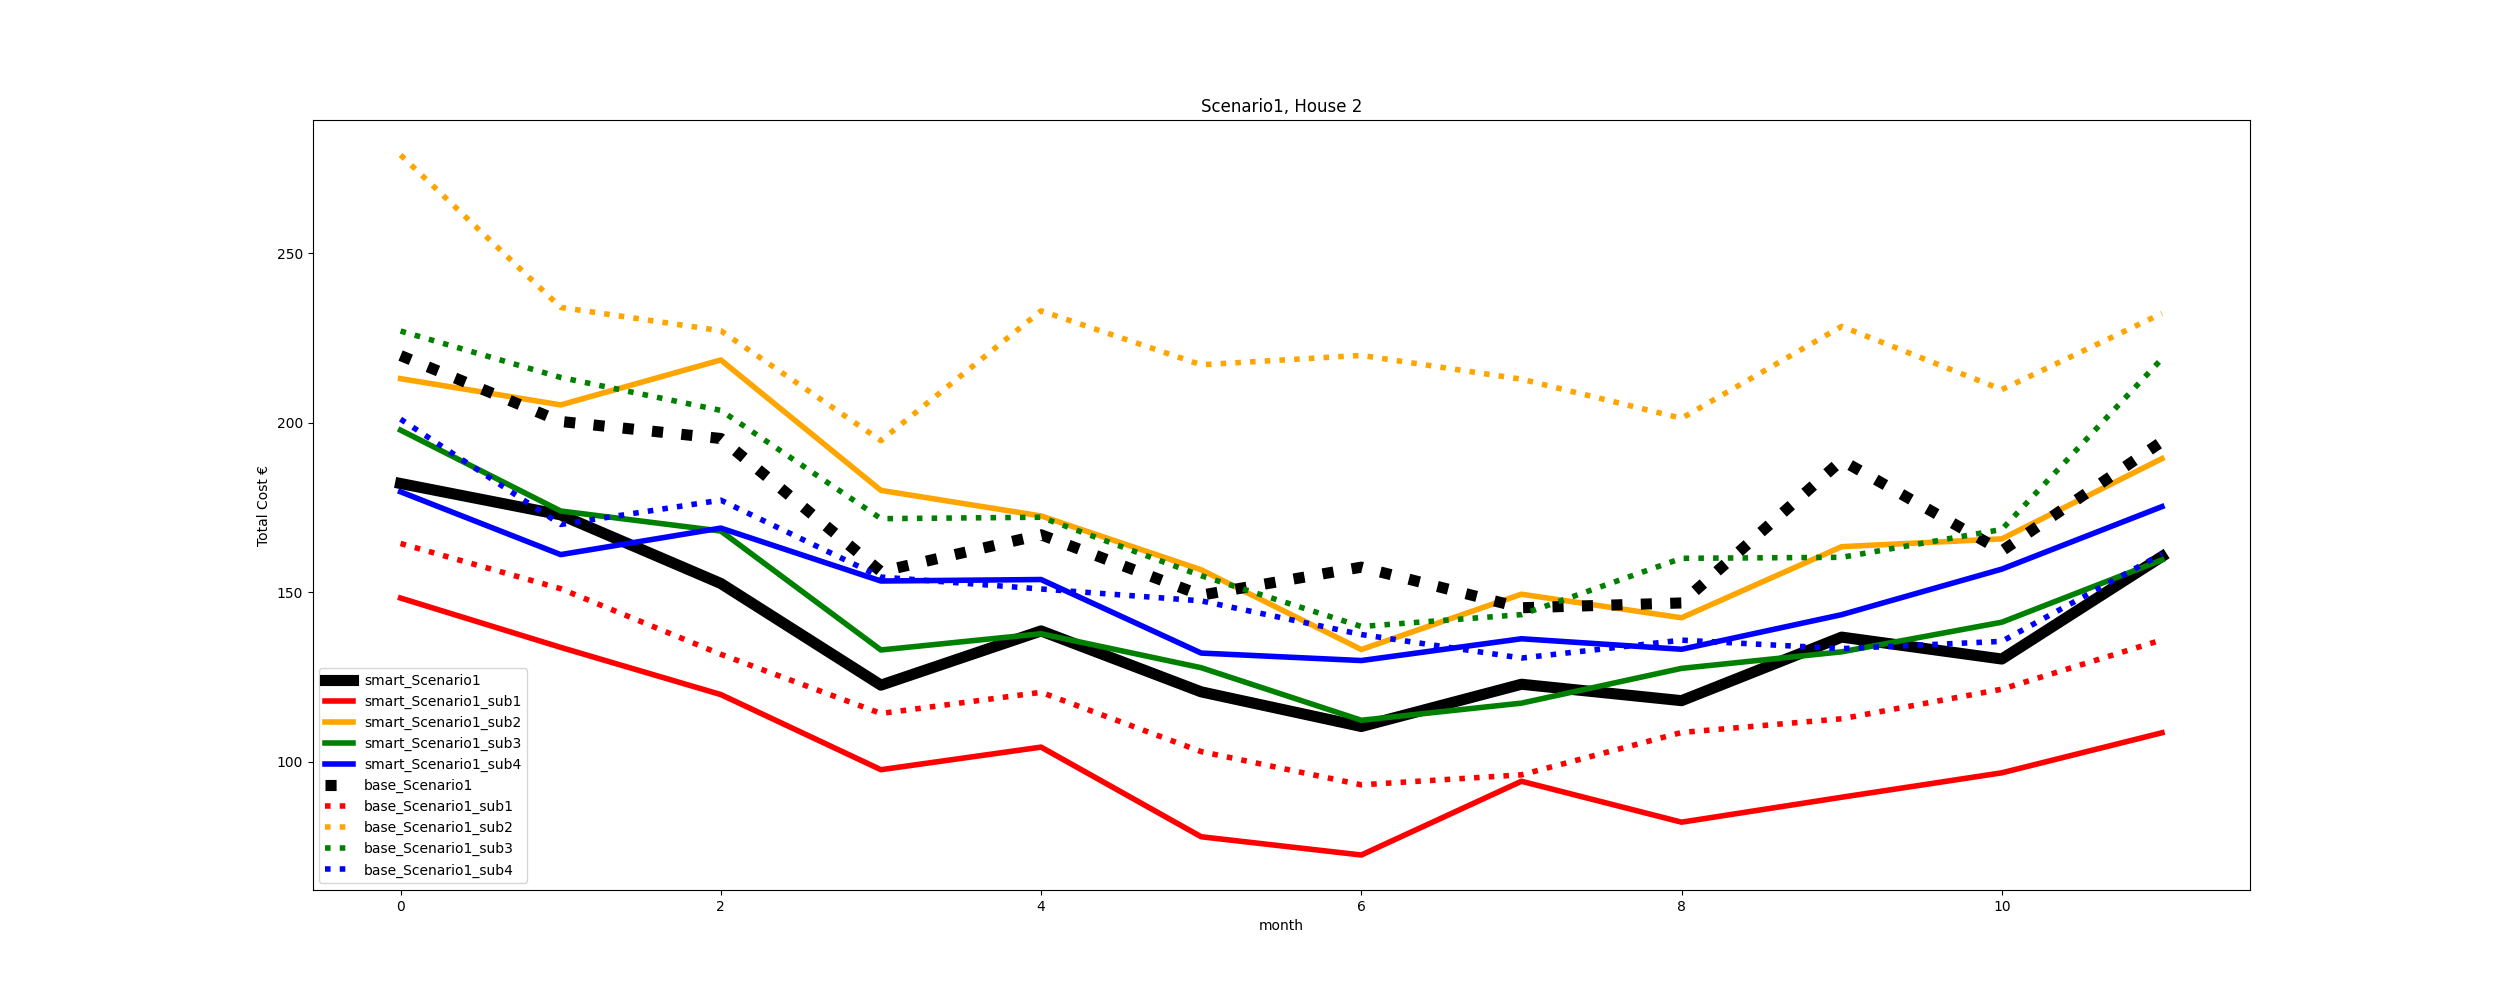 Scenario1, House 2
Total Cost €
250
200
150
100
smart_Scenario1
smart_Scenario1_sub1
smart_Scenario1_sub2
smart_Scenario1_sub3
smart_Scenario1_sub4
base_Scenario1
base_Scenario1_sub1
base_Scenario1_sub2
base_Scenario1_sub3
base_Scenario1_sub4
0 2 4 6 8 10
month